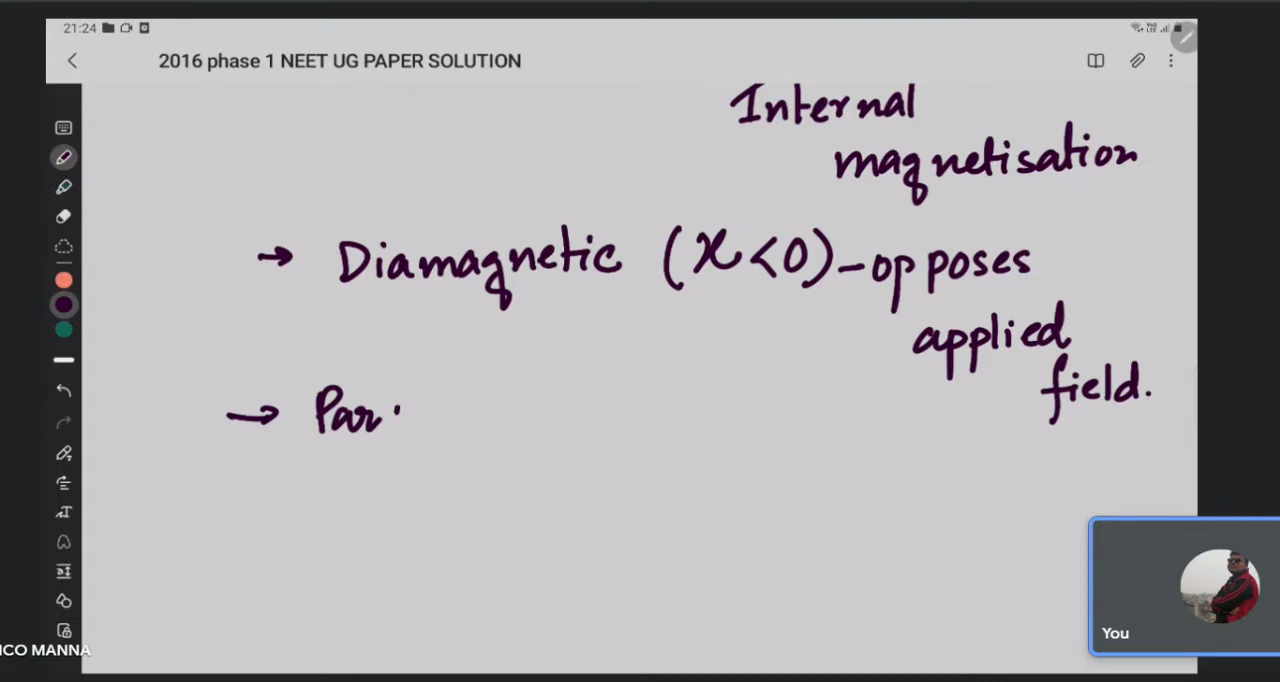 21:24
2016 phase 1 NEET UG PAPER SOLUTION
Internal
magnetisation
→ Diamagnetic (χ<0) - opposes
applied
field.
→ Par
You
ICO MANNA